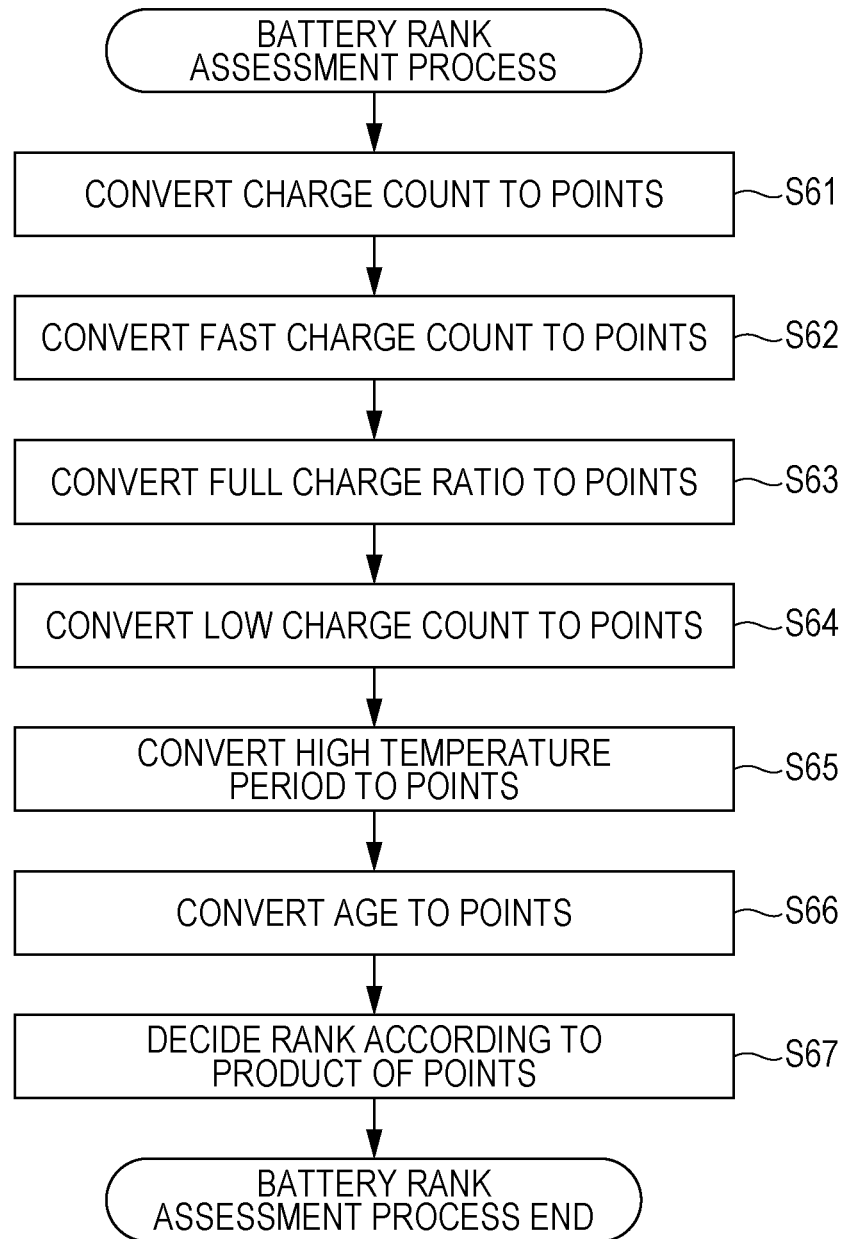 BATTERY RANK
ASSESSMENT PROCESS
CONVERT CHARGE COUNT TO POINTS
S61
CONVERT FAST CHARGE COUNT TO POINTS
S62
CONVERT FULL CHARGE RATIO TO POINTS
S63
CONVERT LOW CHARGE COUNT TO POINTS
S64
CONVERT HIGH TEMPERATURE
PERIOD TO POINTS
S65
CONVERT AGE TO POINTS
S66
DECIDE RANK ACCORDING TO
PRODUCT OF POINTS
S67
BATTERY RANK
ASSESSMENT PROCESS END